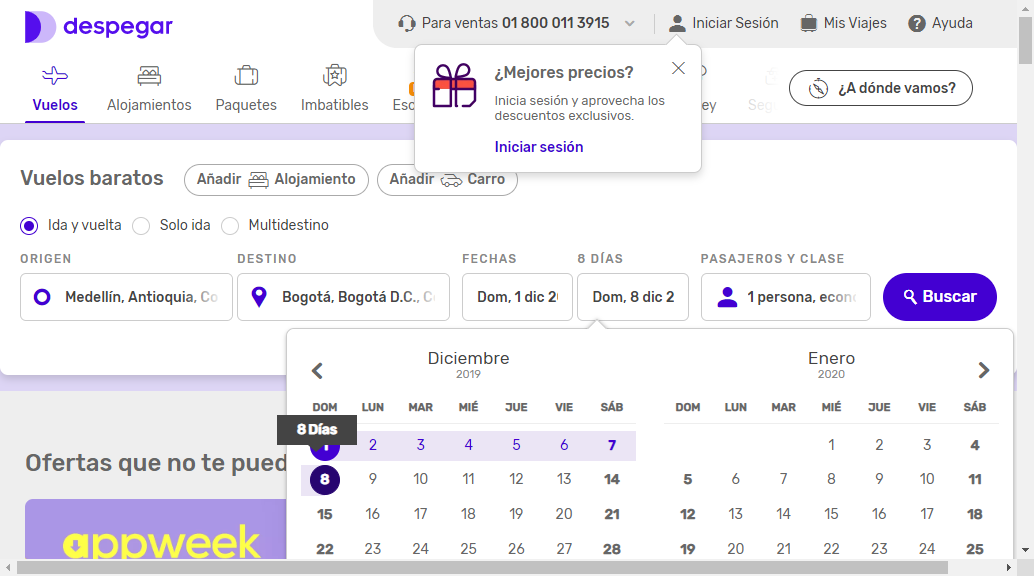 despegar
Para ventas 01 800 011 3915
Iniciar Sesión
Mis Viajes
Ayuda
Vuelos
Alojamientos
Paquetes
Imbatibles
¿A dónde vamos?
¿Mejores precios?
Inicia sesión y aprovecha los
descuentos exclusivos.
Iniciar sesión
Vuelos baratos
Añadir Alojamiento
Añadir Carro
Ida y vuelta
Solo ida
Multidestino
ORIGEN
DESTINO
FECHAS
8 DÍAS
PASAJEROS Y CLASE
Medellín, Antioquia, Co
Bogotá, Bogotá D.C., C
Dom, 1 dic 2
Dom, 8 dic 2
1 persona, econ
Buscar
Diciembre
2019
DOM LUN MAR MIÉ JUE VIE SÁB
8 Días
1 2 3 4 5 6 7
8 9 10 11 12 13 14
15 16 17 18 19 20 21
22 23 24 25 26 27 28
Enero
2020
DOM LUN MAR MIÉ JUE VIE SÁB
1 2 3 4
5 6 7 8 9 10 11
12 13 14 15 16 17 18
19 20 21 22 23 24 25
Ofertas que no te pued
appweek